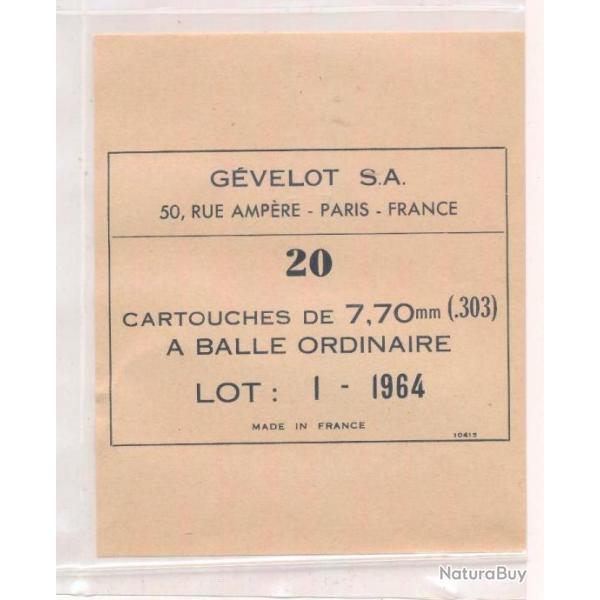 GÉVELOT S.A.
50, RUE AMPÈRE - PARIS - FRANCE
20
CARTOUCHES DE 7,70mm (.303)
A BALLE ORDINAIRE
LOT : 1 - 1964
MADE IN FRANCE
10415
NaturaBuy